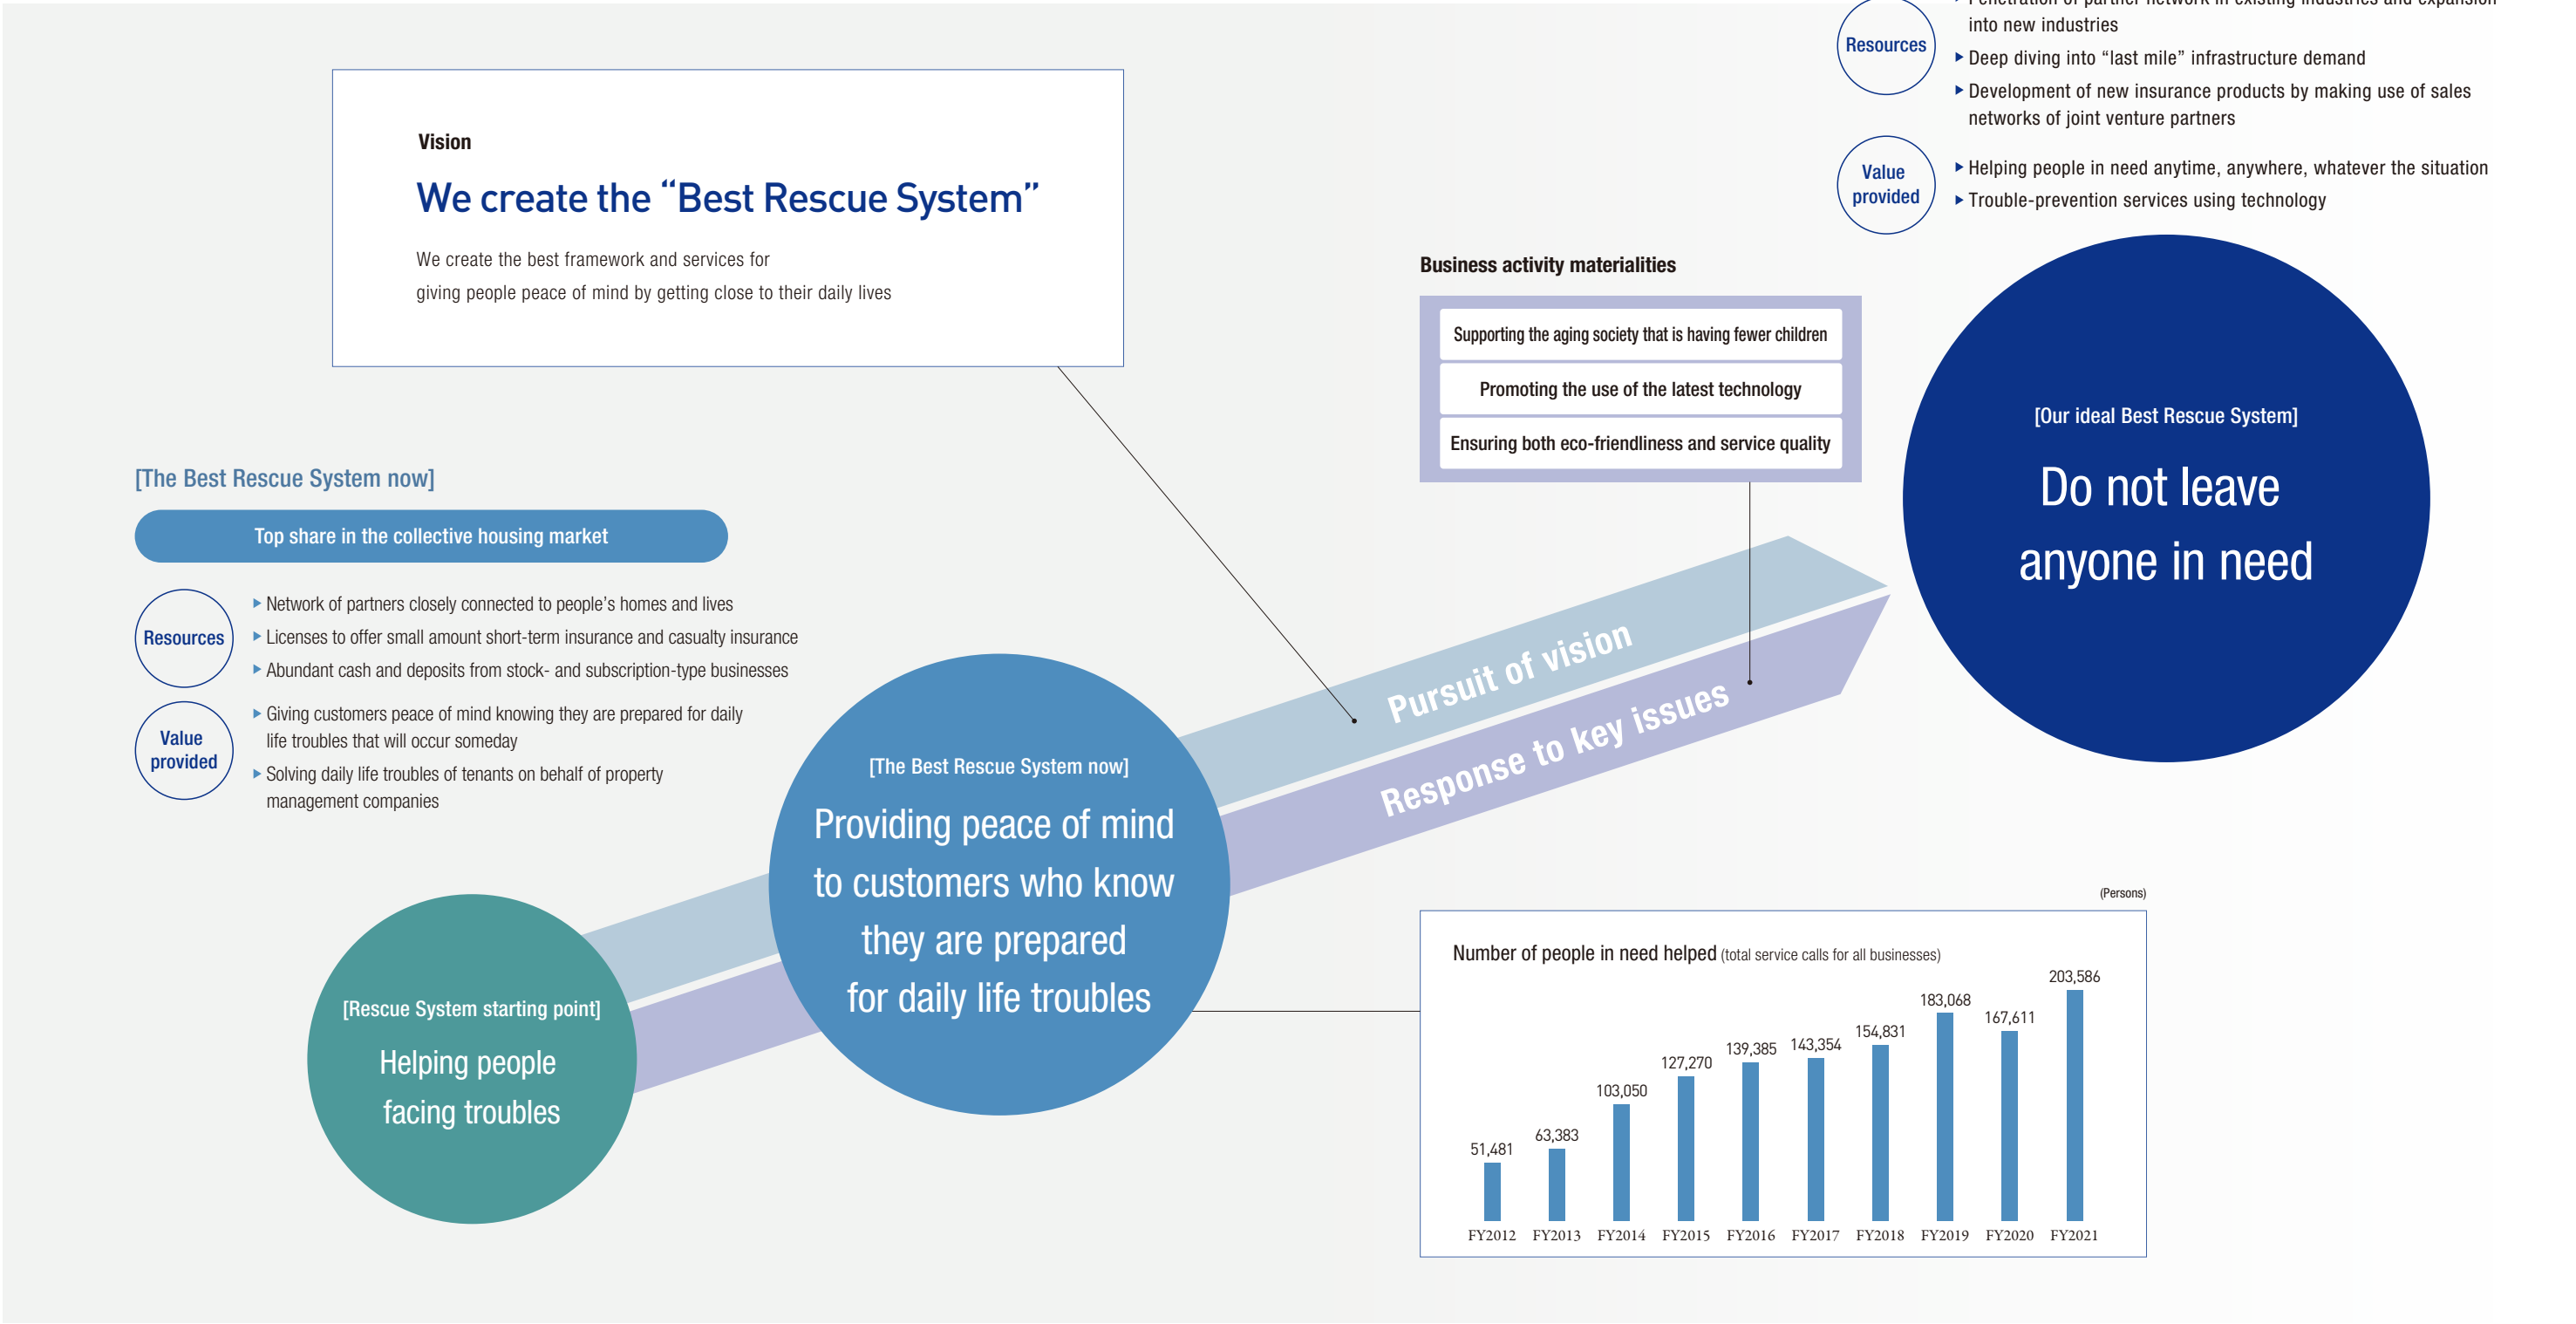 Penetration of partner network in existing industries and expansion
into new industries
Resources
Deep diving into “last mile” infrastructure demand
Development of new insurance products by making use of sales
networks of joint venture partners
Value
provided
Helping people in need anytime, anywhere, whatever the situation
Trouble-prevention services using technology
Vision
We create the “Best Rescue System”
We create the best framework and services for
giving people peace of mind by getting close to their daily lives
Business activity materialities
Supporting the aging society that is having fewer children
Promoting the use of the latest technology
Ensuring both eco-friendliness and service quality
[Our ideal Best Rescue System]
Do not leave
anyone in need
[The Best Rescue System now]
Top share in the collective housing market
Resources
Network of partners closely connected to people’s homes and lives
Licenses to offer small amount short-term insurance and casualty insurance
Abundant cash and deposits from stock- and subscription-type businesses
Value
provided
Giving customers peace of mind knowing they are prepared for daily
life troubles that will occur someday
Solving daily life troubles of tenants on behalf of property
management companies
Pursuit of vision
Response to key issues
[The Best Rescue System now]
Providing peace of mind
to customers who know
they are prepared
for daily life troubles
[Rescue System starting point]
Helping people
facing troubles
(Persons)
Number of people in need helped (total service calls for all businesses)
51,481
63,383
103,050
127,270
139,385
143,354
154,831
183,068
167,611
203,586
FY2012 FY2013 FY2014 FY2015 FY2016 FY2017 FY2018 FY2019 FY2020 FY2021